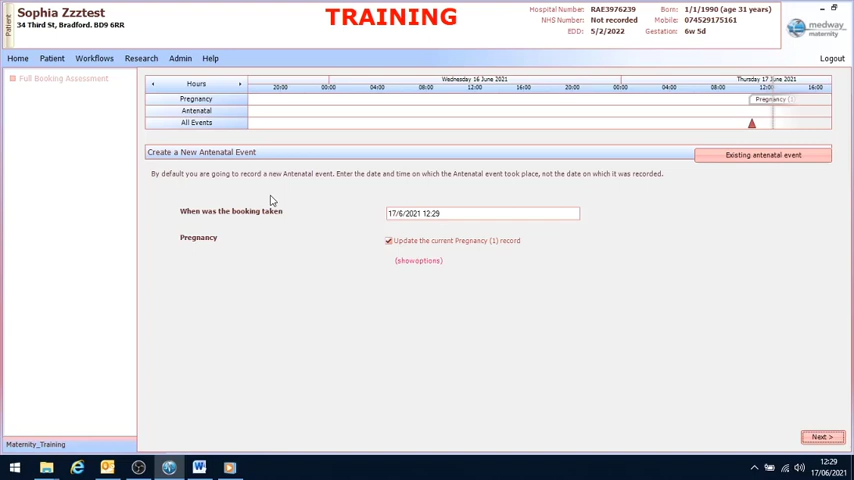 Patient
Sophia Zzztest
34 Third St, Bradford. BD9 6RR
TRAINING
Hospital Number: RAE3976239
NHS Number: Not recorded
EDD: 5/2/2022
Born: 1/1/1990 (age 31 years)
Mobile: 074529175161
Gestation: 6w 5d
medway
maternity
Home Patient Workflows Research Admin Help Logout
Full Booking Assessment
Hours
Wednesday 16 June 2021 Thursday 17 June 2021
20:00 00:00 04:00 08:00 12:00 16:00 20:00 00:00 04:00 08:00 12:00 16:00
Pregnancy
Pregnancy (1)
Antenatal
All Events
Create a New Antenatal Event
Existing antenatal event
By default you are going to record a new Antenatal event. Enter the date and time on which the Antenatal event took place, not the date on which it was recorded.
When was the booking taken
17/6/2021 12:29
Pregnancy
Update the current Pregnancy (1) record
(showoptions)
Next >
Maternity_Training
12:29
17/06/2021